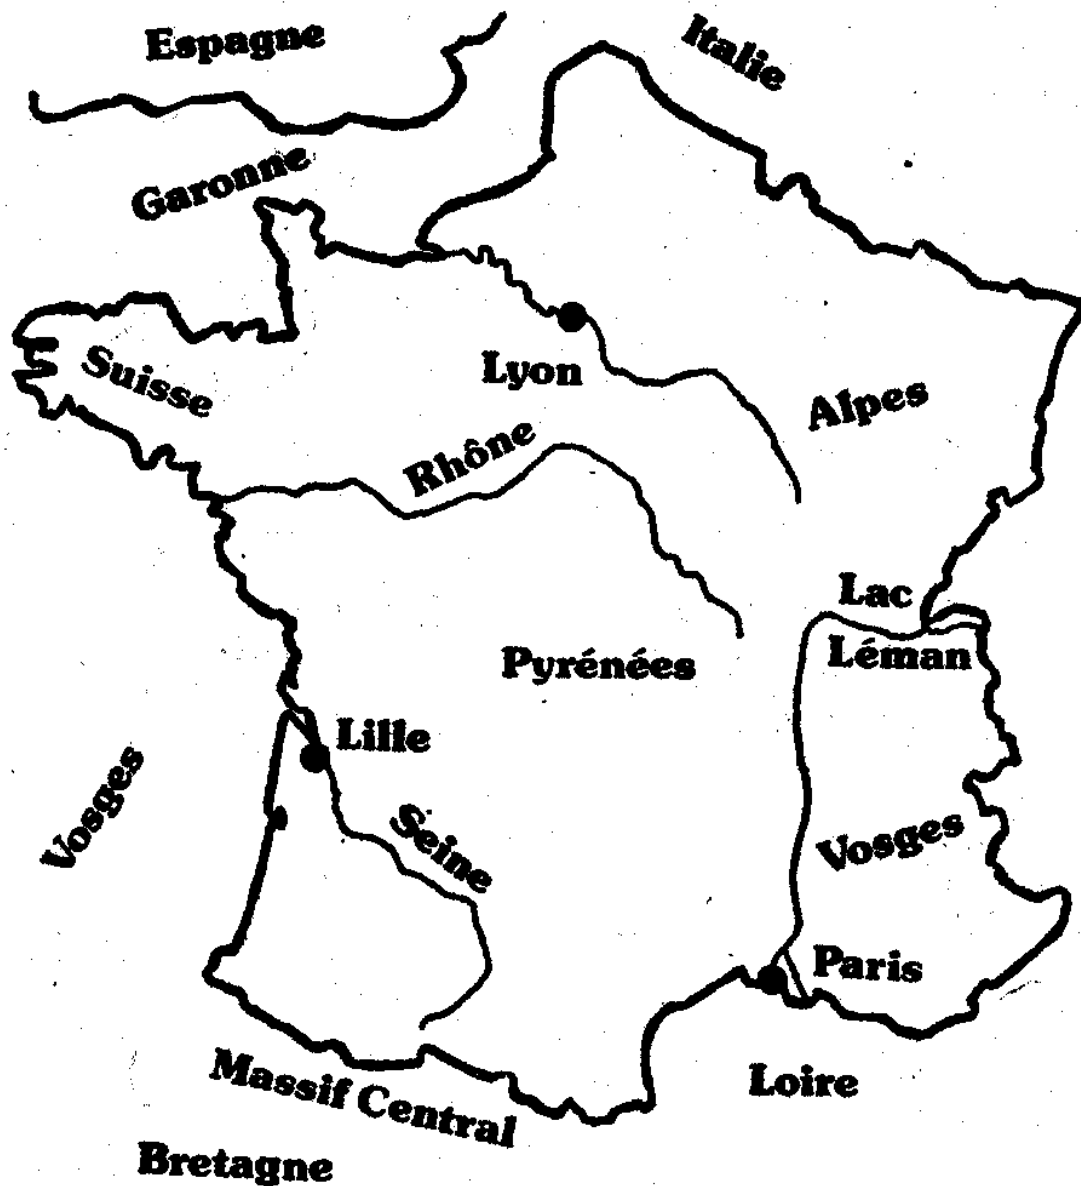 Espagne
Italie
Garonne
Suisse
Lyon
Alpes
Rhône
Lac
Léman
Pyrénées
Lille
Vosges
Seine
Vosges
Paris
Massif Central
Loire
Bretagne